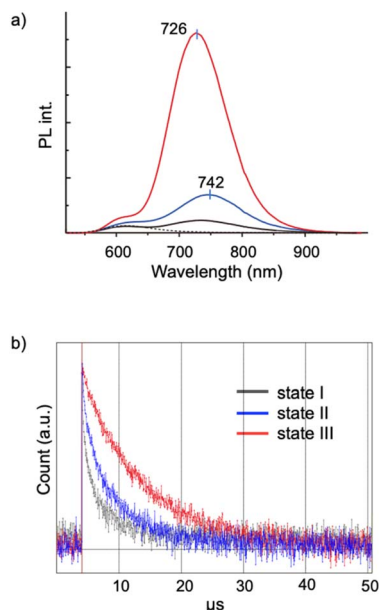 a)
726
PL int.
742
600 700 800 900
Wavelength (nm)
b)
Count (a.u.)
state I
state II
state III
10 20 30 40 50
μs